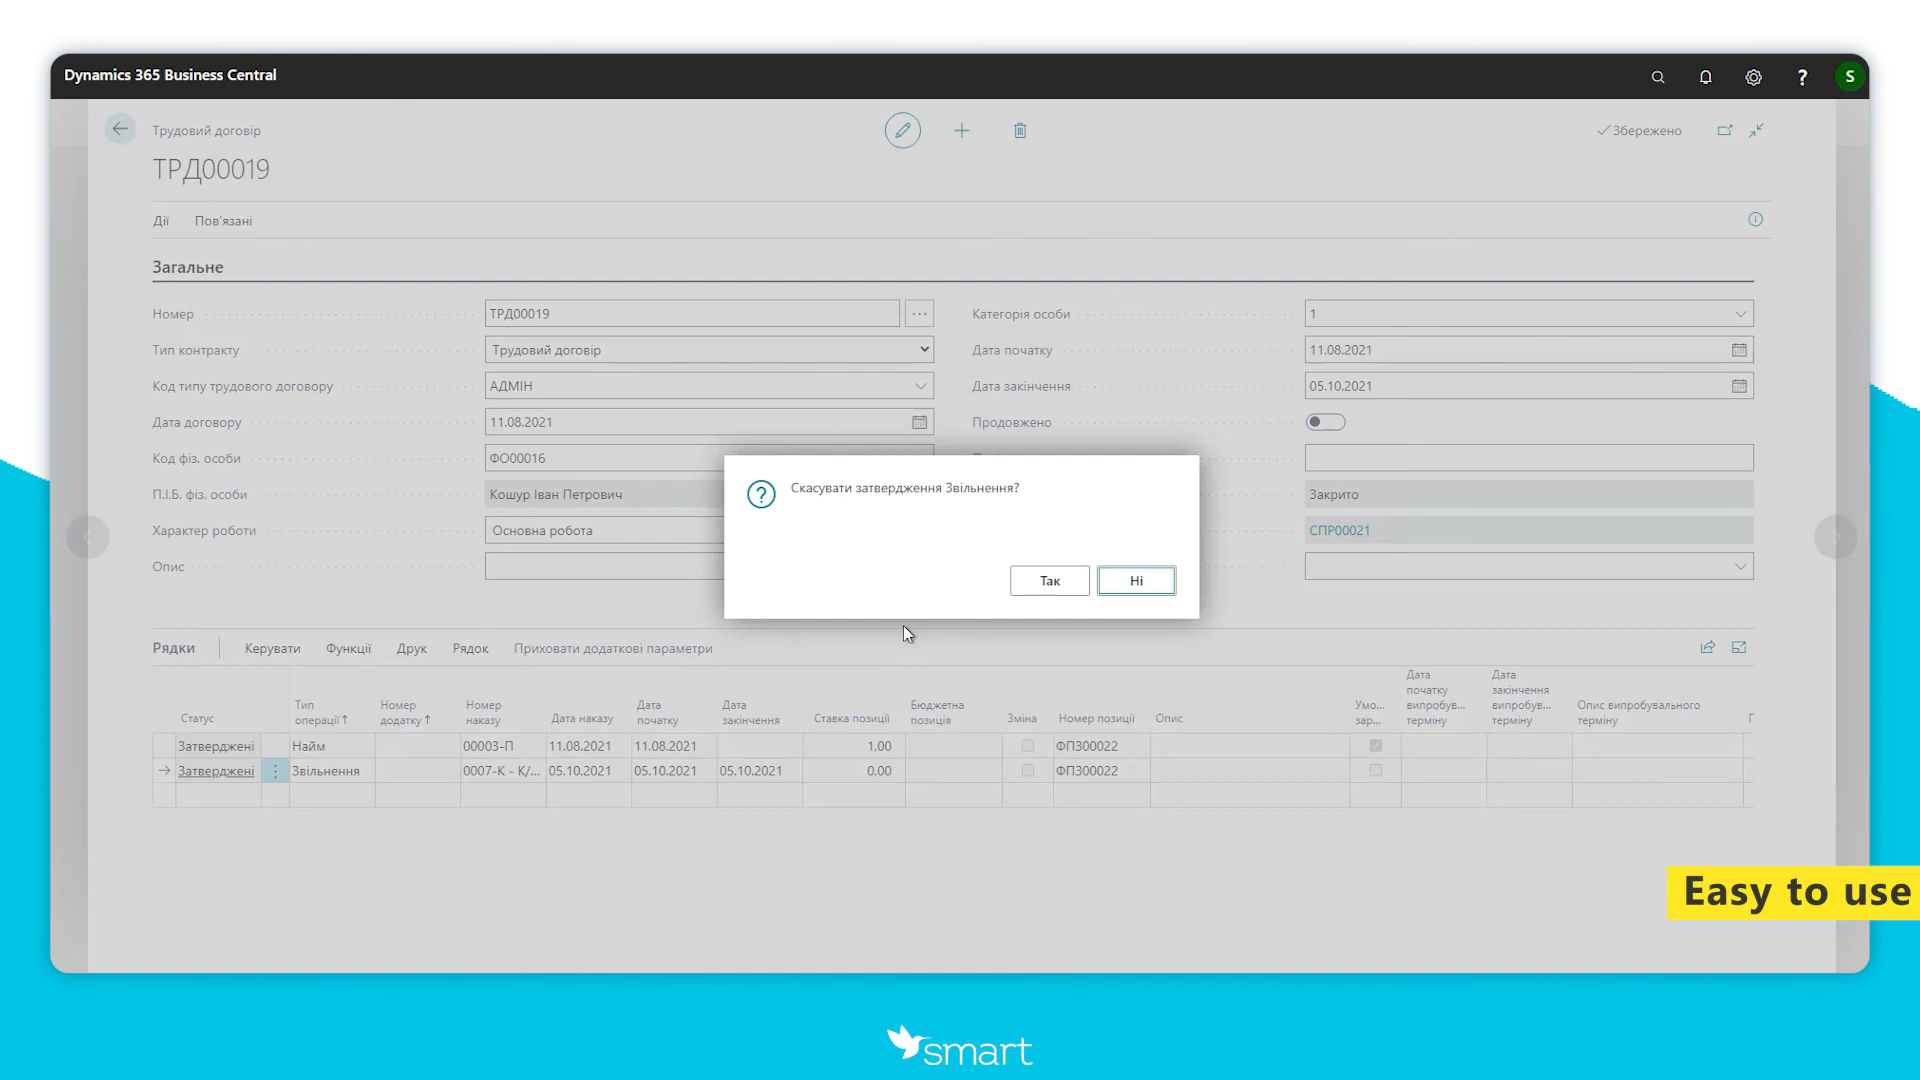 Dynamics 365 Business Central
S
Трудовий договір
Збережено
ТРД00019
Дії Пов'язані
Загальне
Номер ТРД00019
Тип контракту Трудовий договір
Код типу трудового договору АДМІН
Дата договору 11.08.2021
Код фіз. особи ФО00016
П.І.Б. фіз. особи Кошур Іван Петрович
Характер роботи Основна робота
Опис
Категорія особи 1
Дата початку 11.08.2021
Дата закінчення 05.10.2021
Продовжено
Закрито
СПР00021
Скасувати затвердження Звільнення?
Так Ні
Рядки Керувати Функції Друк Рядок Приховати додаткові параметри
Статус
Тип операції↑
Номер додатку↑
Номер наказу
Дата наказу
Дата початку
Дата закінчення
Ставка позиції
Бюджетна позиція
Зміна
Номер позиції
Опис
Умо... зар...
Дата початку випробув... терміну
Дата закінчення випробув... терміну
Опис випробувального терміну
Затверджені Найм 00003-П 11.08.2021 11.08.2021 1,00 ФП300022
Затверджені Звільнення 0007-К - К/... 05.10.2021 05.10.2021 05.10.2021 0,00 ФП300022
Easy to use
smart